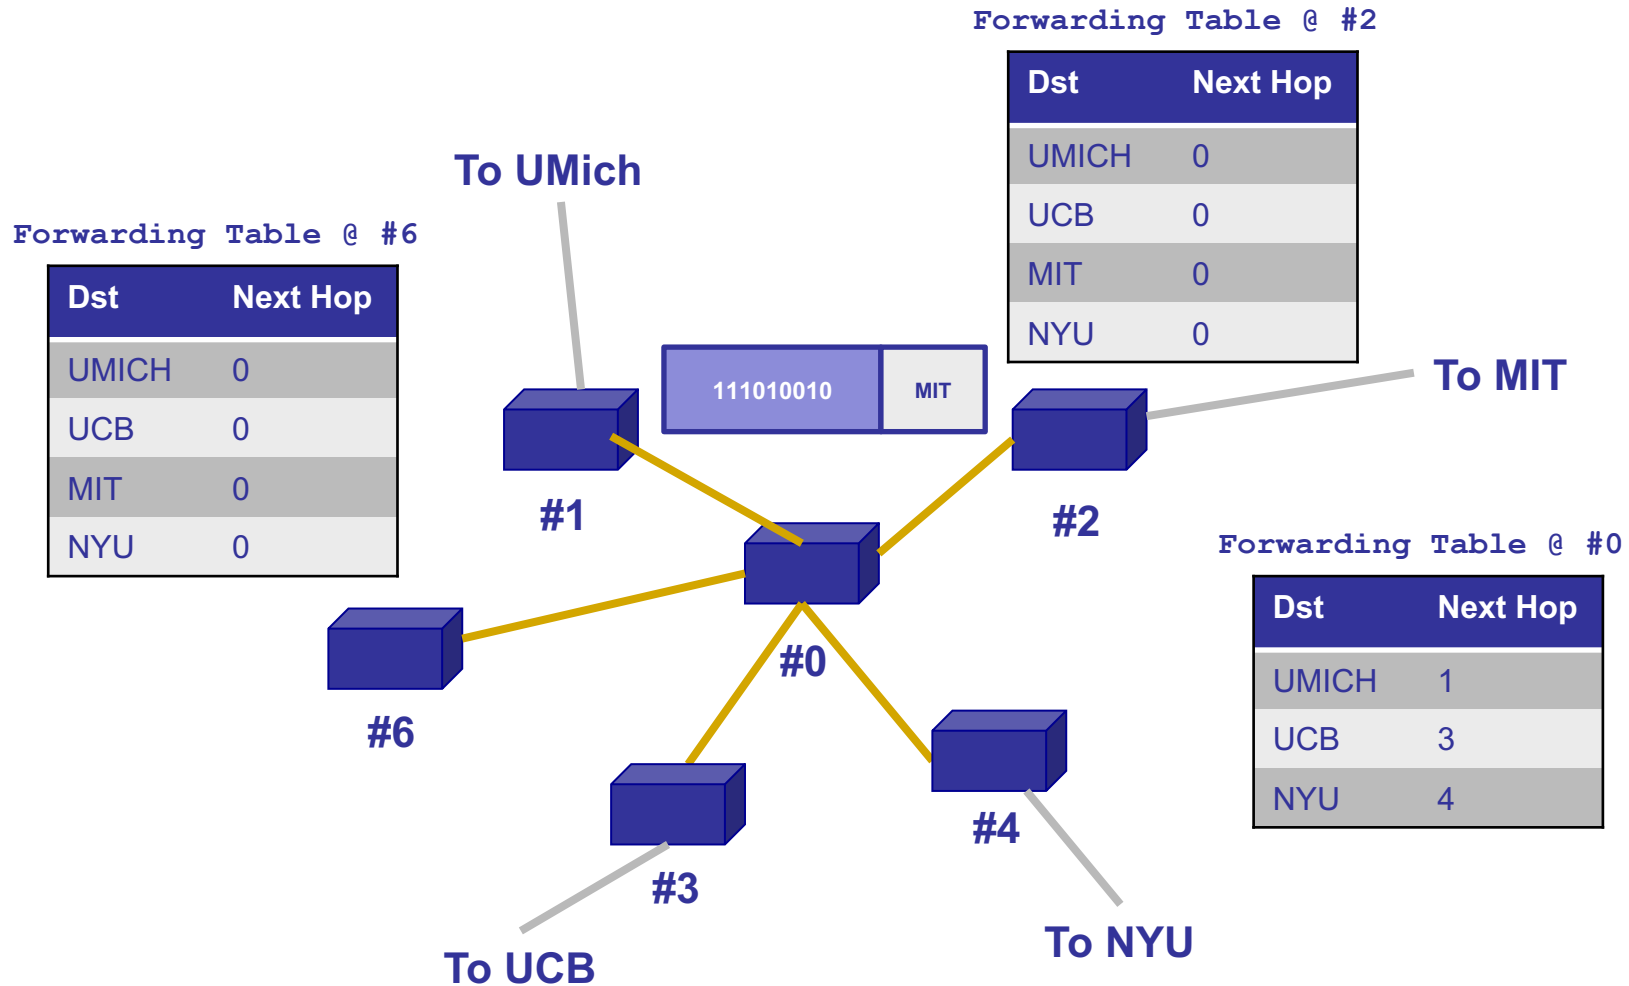 Forwarding Table @ #2
Dst Next Hop
UMICH 0
UCB 0
MIT 0
NYU 0
To UMich
Forwarding Table @ #6
Dst Next Hop
UMICH 0
UCB 0
MIT 0
NYU 0
111010010 MIT
To MIT
#1
#2
Forwarding Table @ #0
Dst Next Hop
UMICH 1
UCB 3
NYU 4
#0
#6
#4
#3
To NYU
To UCB